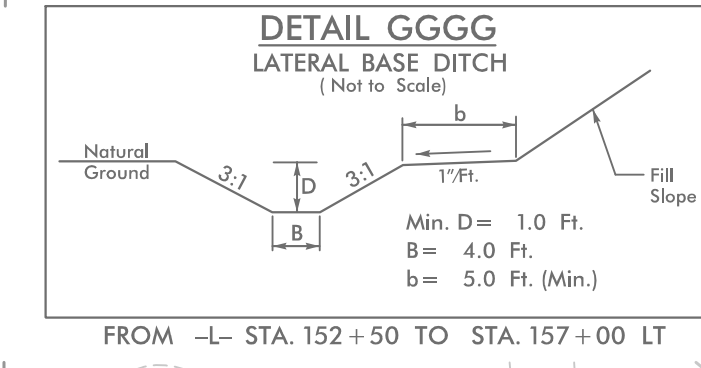 DETAIL GGGG
LATERAL BASE DITCH
( Not to Scale)
b
Natural
Ground
3:1
D
3:1
1"/Ft.
Fill
Slope
B
Min. D= 1.0 Ft.
B= 4.0 Ft.
b= 5.0 Ft. (Min.)
FROM -L- STA. 152+50 TO STA. 157+00 LT